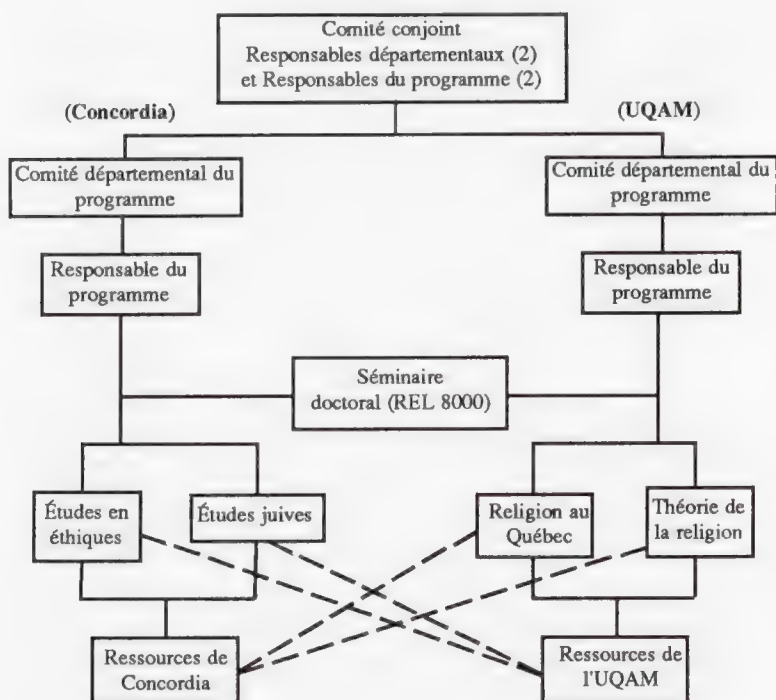 Comité conjoint
Responsables départementaux (2)
et Responsables du programme (2)
(Concordia)
(UQAM)
Comité départemental du
programme
Comité départemental du
programme
Responsable du
programme
Responsable du
programme
Séminaire
doctoral (REL 8000)
Études en
éthiques
Études juives
Religion au
Québec
Théorie de
la religion
Ressources de
Concordia
Ressources de
l'UQAM